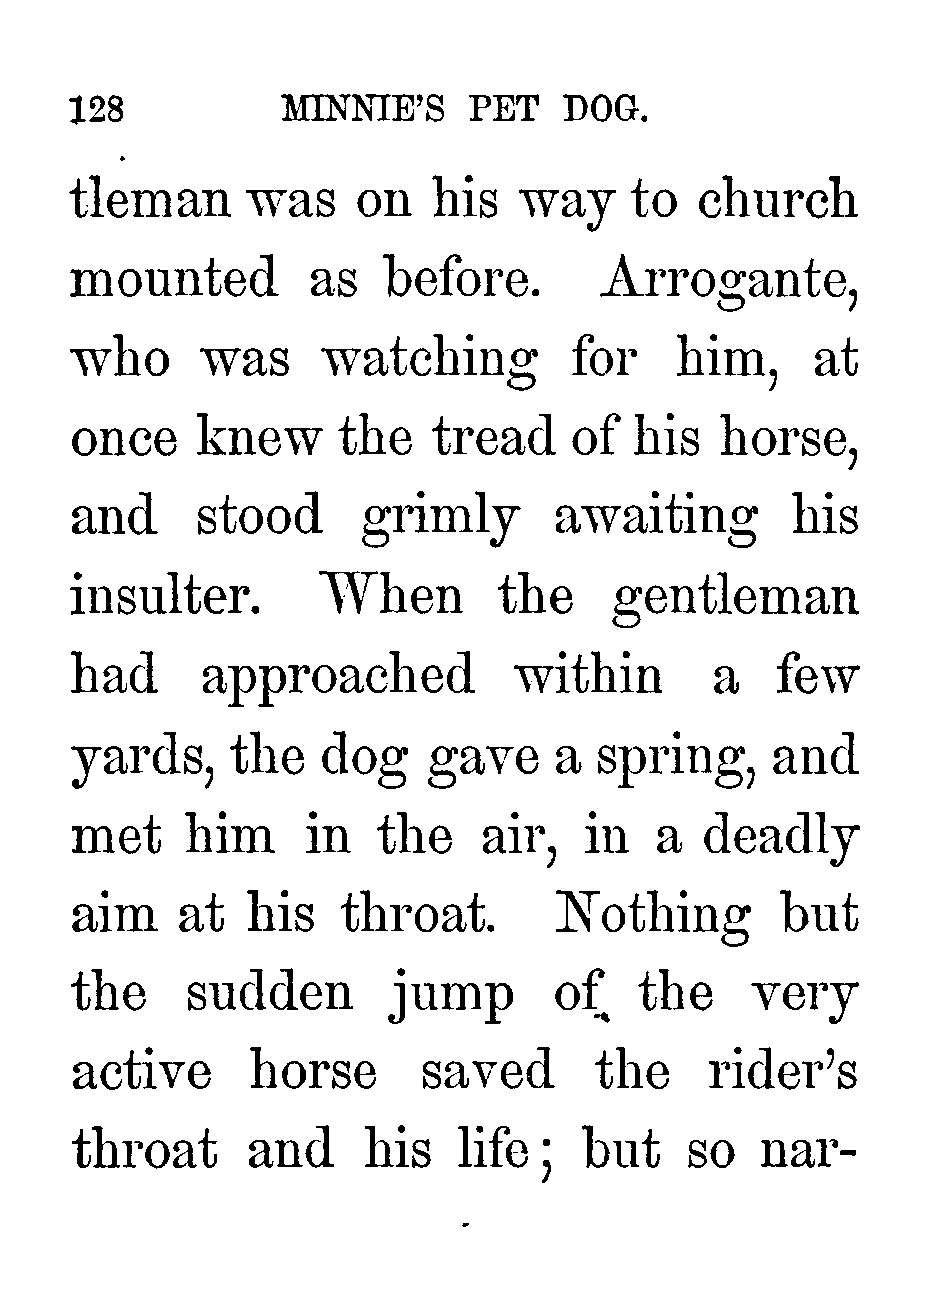 128 MINNIE'S PET DOG.
tleman was on his way to church
mounted as before. Arrogante,
who was watching for him, at
once knew the tread of his horse,
and stood grimly awaiting his
insulter. When the gentleman
had approached within a few
yards, the dog gave a spring, and
met him in the air, in a deadly
aim at his throat. Nothing but
the sudden jump of the very
active horse saved the rider's
throat and his life; but so nar-